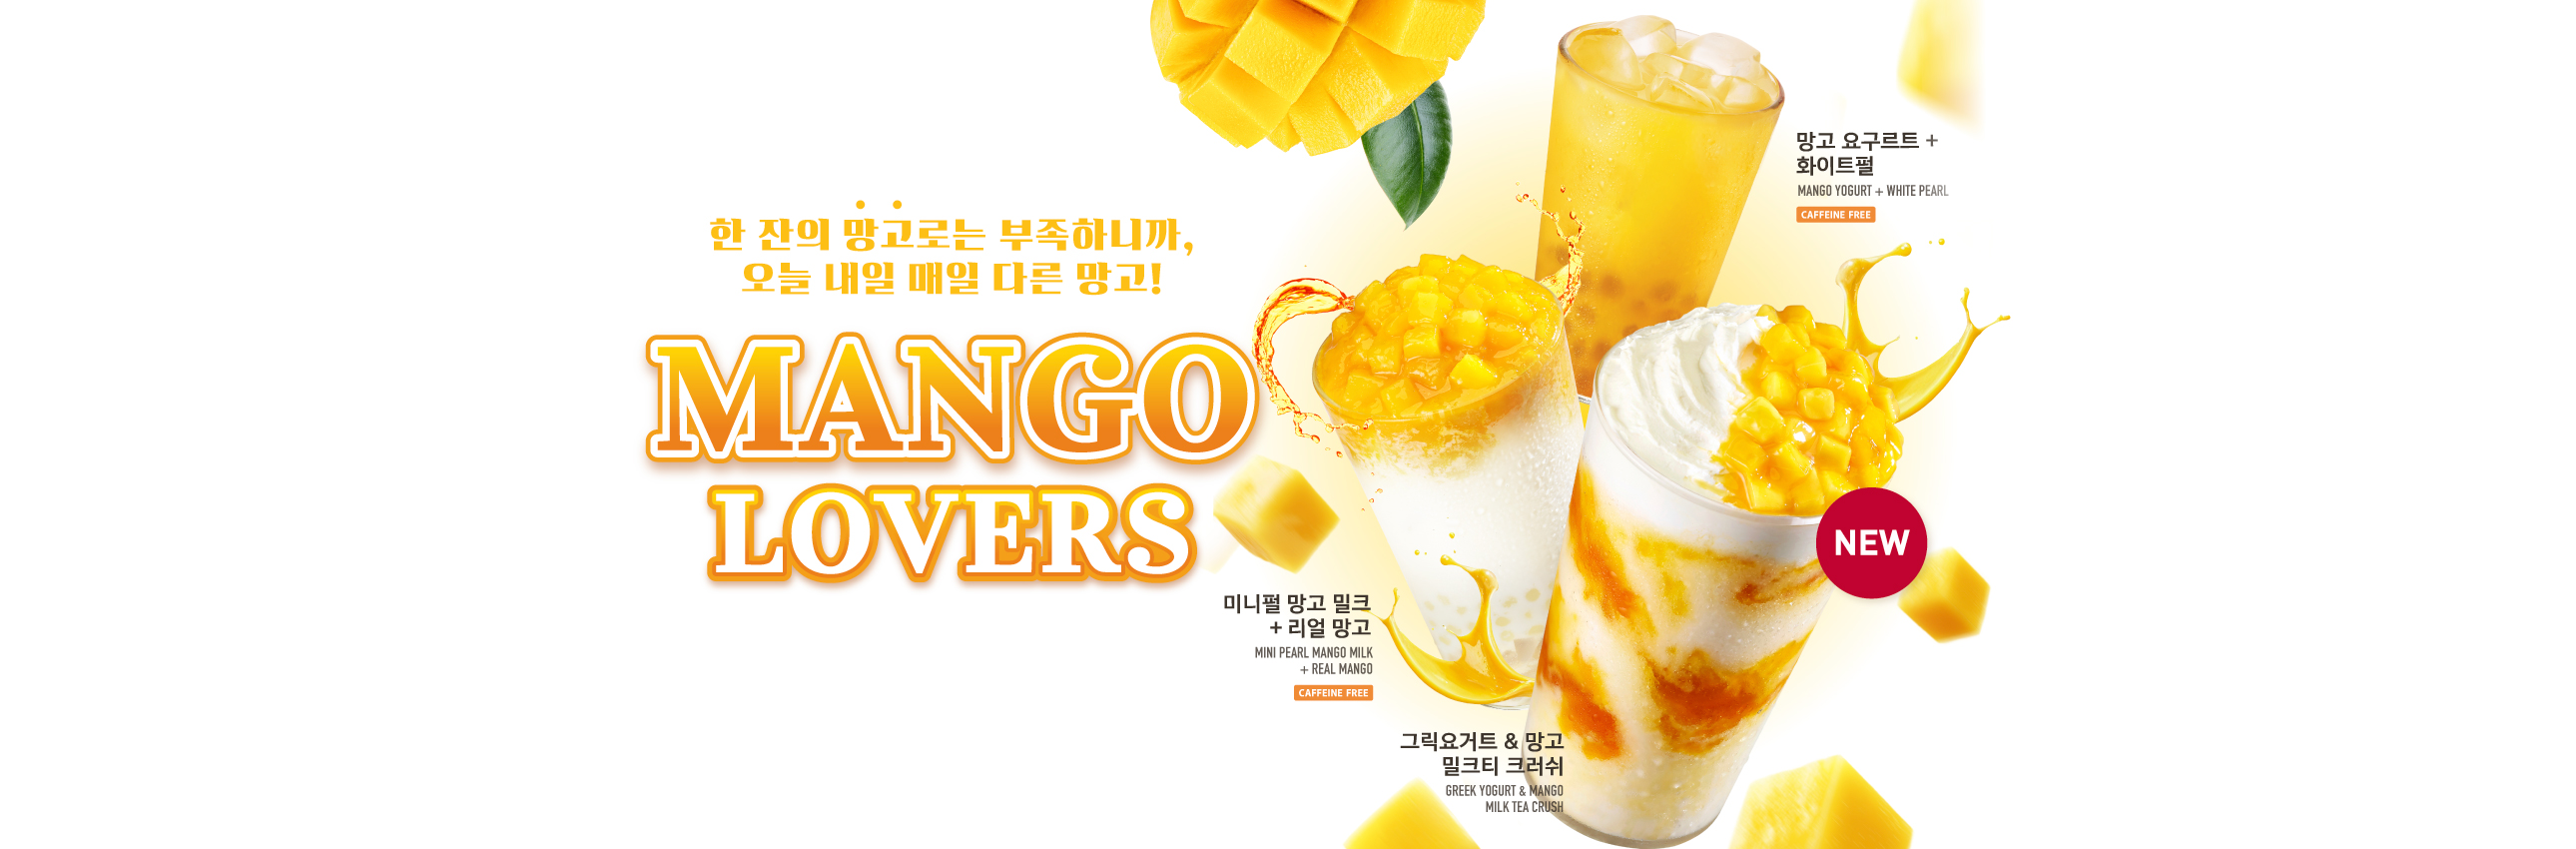 한 잔의 망고로는 부족하니까,
오늘 내일 매일 다른 망고!
MANGO
LOVERS
망고 요구르트 +
화이트펄
MANGO YOGURT + WHITE PEARL
CAFFEINE FREE
NEW
미니펄 망고 밀크
+ 리얼 망고
MINI PEARL MANGO MILK
+ REAL MANGO
CAFFEINE FREE
그릭요거트 & 망고
밀크티 크러쉬
GREEK YOGURT & MANGO
MILK TEA CRUSH